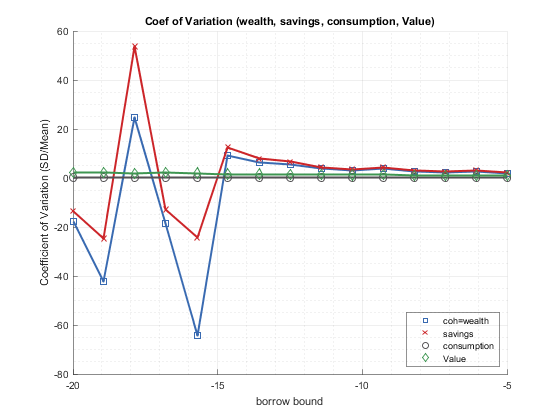 Coef of Variation (wealth, savings, consumption, Value)
Coefficient of Variation (SD/Mean)
60
40
20
0
-20
-40
-60
-80
-20
-15
-10
-5
borrow bound
coh=wealth
savings
consumption
Value